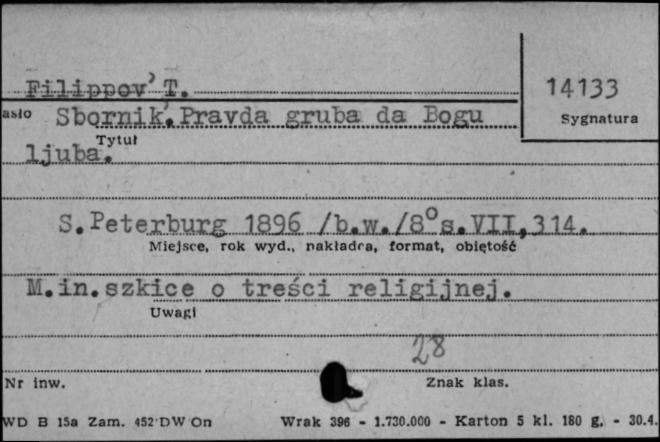 Filippov' T.
14133
asło
Sygnatura
Sbornik. Pravda gruba da Bogu
Tytuł
ljuba.
S. Peterburg 1896 /b.w./8° s. VII, 314.
Miejsce, rok wyd., nakładca, format, objętość
M. in. szkice o treści religijnej.
Uwagi
28
Nr inw.
Znak klas.
WD B 15a Zam. 452 DW On Wrak 396 - 1.730.000 - Karton 5 kl. 180 g. - 30.4.